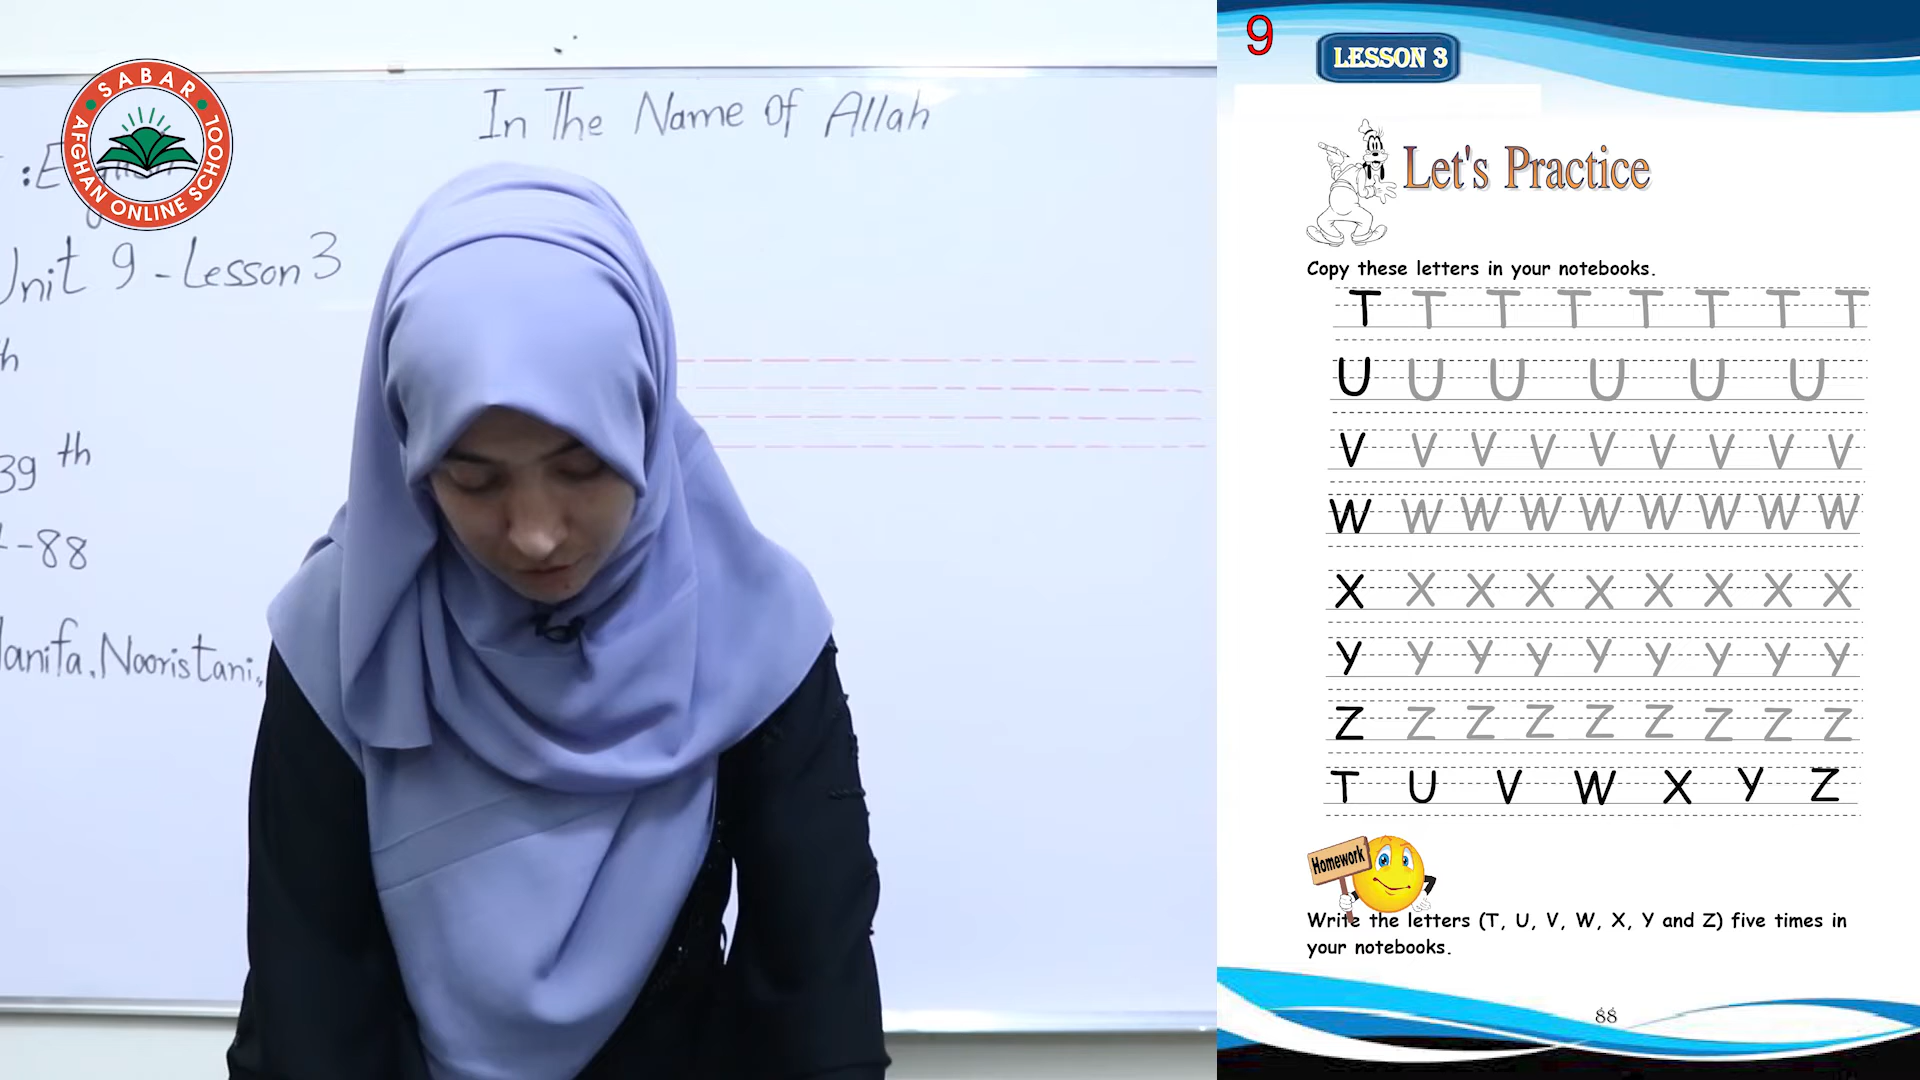 SABAR
AFGHAN ONLINE SCHOOL
In The Name of Allah
Unit 9 - Lesson 3
39 th
-88
Nooristani,
9
LESSON 3
Let's Practice
Copy these letters in your notebooks.
T T T T T T T T
U U U U U U
V V V V V V V V V
W W W W W W W W W
X X X X X X X X X
Y Y Y Y Y Y Y Y Y
Z Z Z Z Z Z Z Z Z
T U V W X Y Z
Homework
Write the letters (T, U, V, W, X, Y and Z) five times in
your notebooks.
88